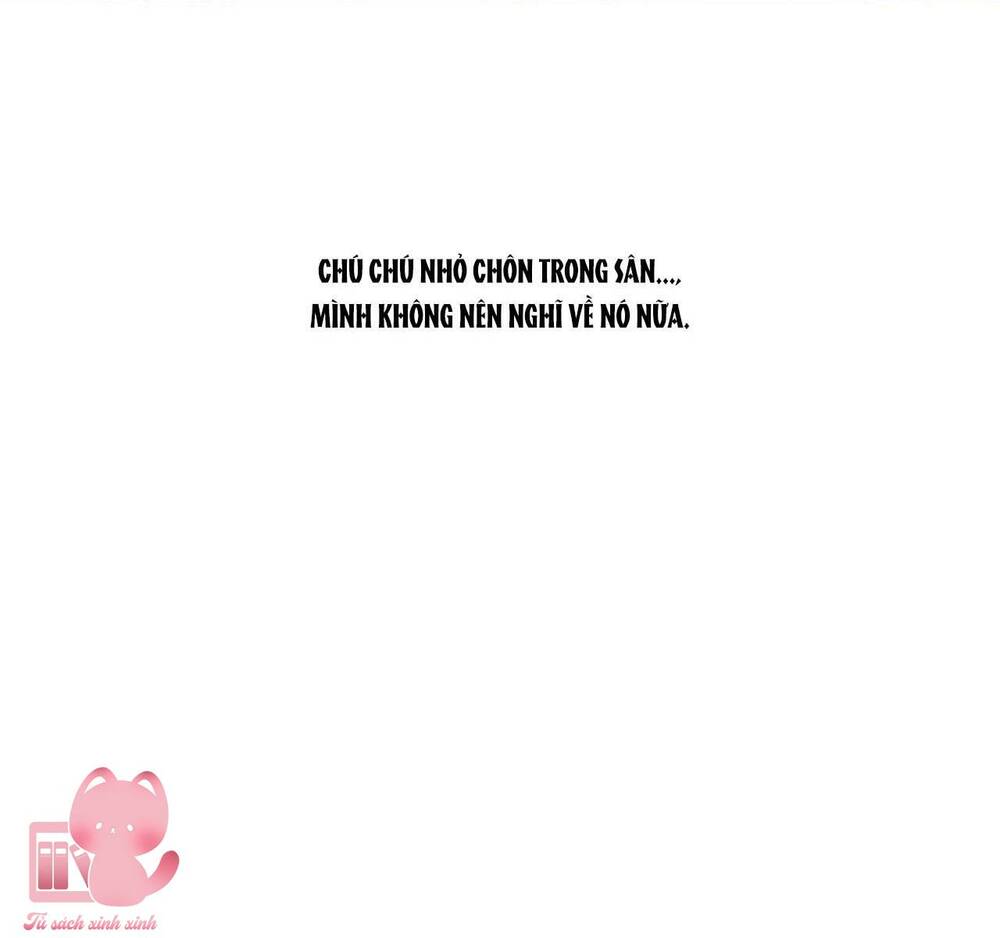 CHÚ CHÚ NHỎ CHÔN TRONG SÂN...,
MÌNH KHÔNG NÊN NGHĨ VỀ NÓ NỮA.
Tủ sách xinh xinh